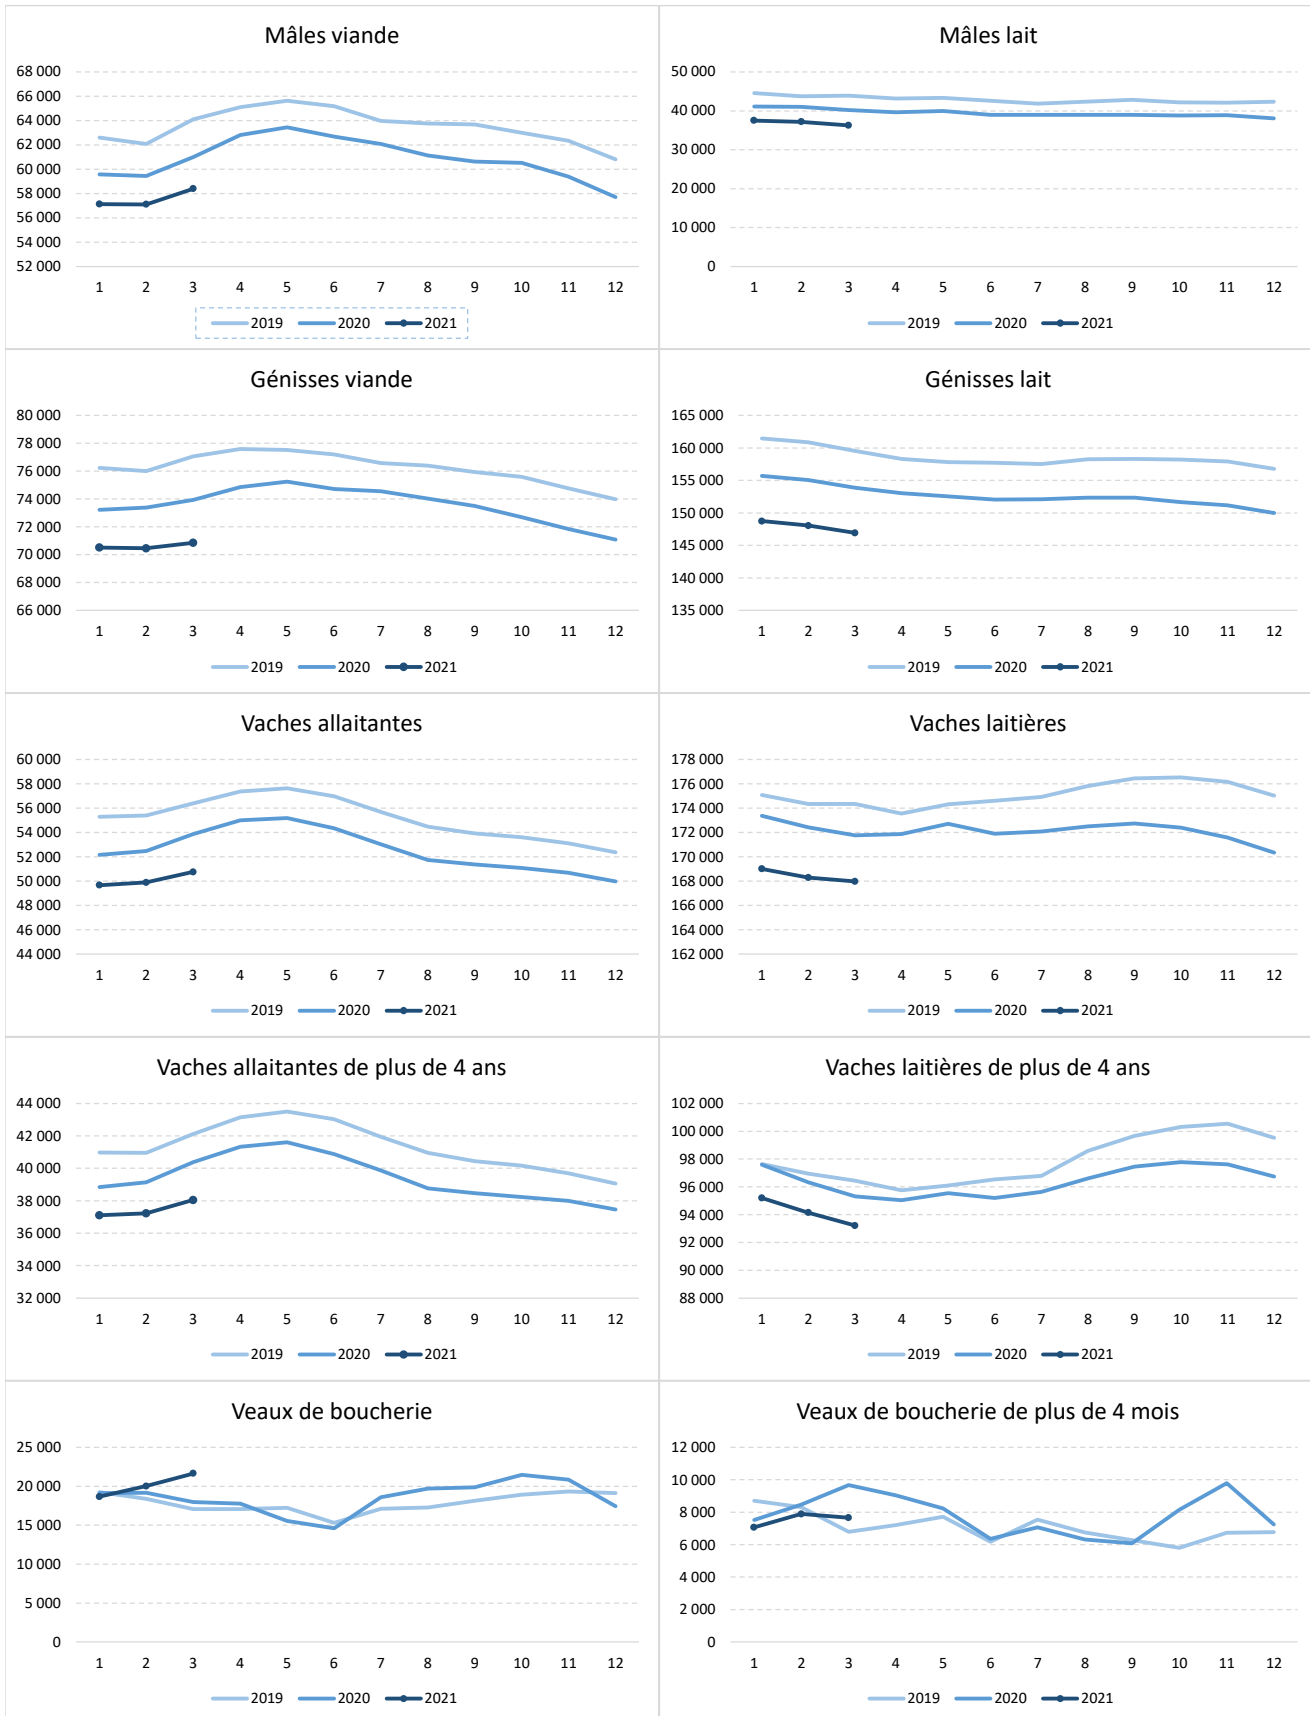 Mâles viande
68 000
66 000
64 000
62 000
60 000
58 000
56 000
54 000
52 000
1 2 3 4 5 6 7 8 9 10 11 12
2019 2020 2021
Mâles lait
50 000
40 000
30 000
20 000
10 000
0
1 2 3 4 5 6 7 8 9 10 11 12
2019 2020 2021
Génisses viande
80 000
78 000
76 000
74 000
72 000
70 000
68 000
66 000
1 2 3 4 5 6 7 8 9 10 11 12
2019 2020 2021
Génisses lait
165 000
160 000
155 000
150 000
145 000
140 000
135 000
1 2 3 4 5 6 7 8 9 10 11 12
2019 2020 2021
Vaches allaitantes
60 000
58 000
56 000
54 000
52 000
50 000
48 000
46 000
44 000
1 2 3 4 5 6 7 8 9 10 11 12
2019 2020 2021
Vaches laitières
178 000
176 000
174 000
172 000
170 000
168 000
166 000
164 000
162 000
1 2 3 4 5 6 7 8 9 10 11 12
2019 2020 2021
Vaches allaitantes de plus de 4 ans
44 000
42 000
40 000
38 000
36 000
34 000
32 000
1 2 3 4 5 6 7 8 9 10 11 12
2019 2020 2021
Vaches laitières de plus de 4 ans
102 000
100 000
98 000
96 000
94 000
92 000
90 000
88 000
1 2 3 4 5 6 7 8 9 10 11 12
2019 2020 2021
Veaux de boucherie
25 000
20 000
15 000
10 000
5 000
0
1 2 3 4 5 6 7 8 9 10 11 12
2019 2020 2021
Veaux de boucherie de plus de 4 mois
12 000
10 000
8 000
6 000
4 000
2 000
0
1 2 3 4 5 6 7 8 9 10 11 12
2019 2020 2021